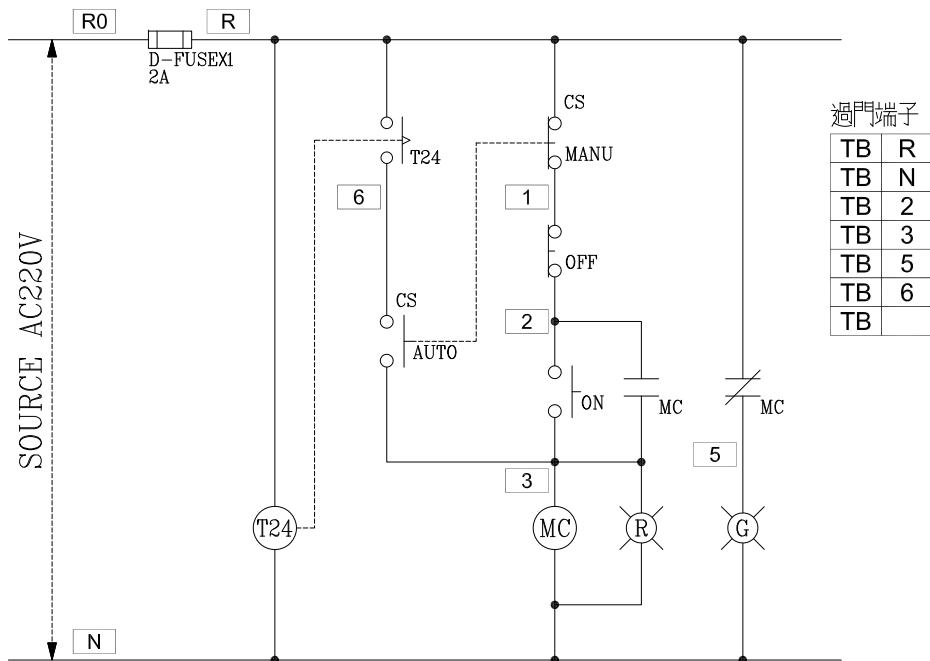 R0
R
D-FUSEX1
2A
CS
MANU
T24
6
1
OFF
CS
AUTO
2
ON
MC
MC
5
3
T24
MC
R
G
N
SOURCE AC220V
過門端子
TB R
TB N
TB 2
TB 3
TB 5
TB 6
TB